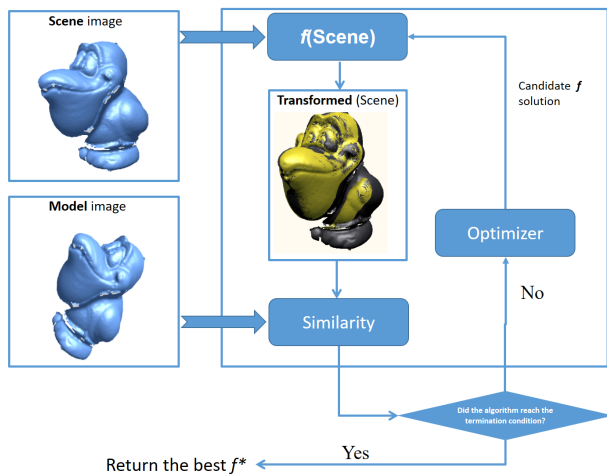 Scene image
f(Scene)
Transformed (Scene)
Candidate f
solution
Model image
Optimizer
No
Similarity
Did the algorithm reach the
termination condition?
Yes
Return the best f*